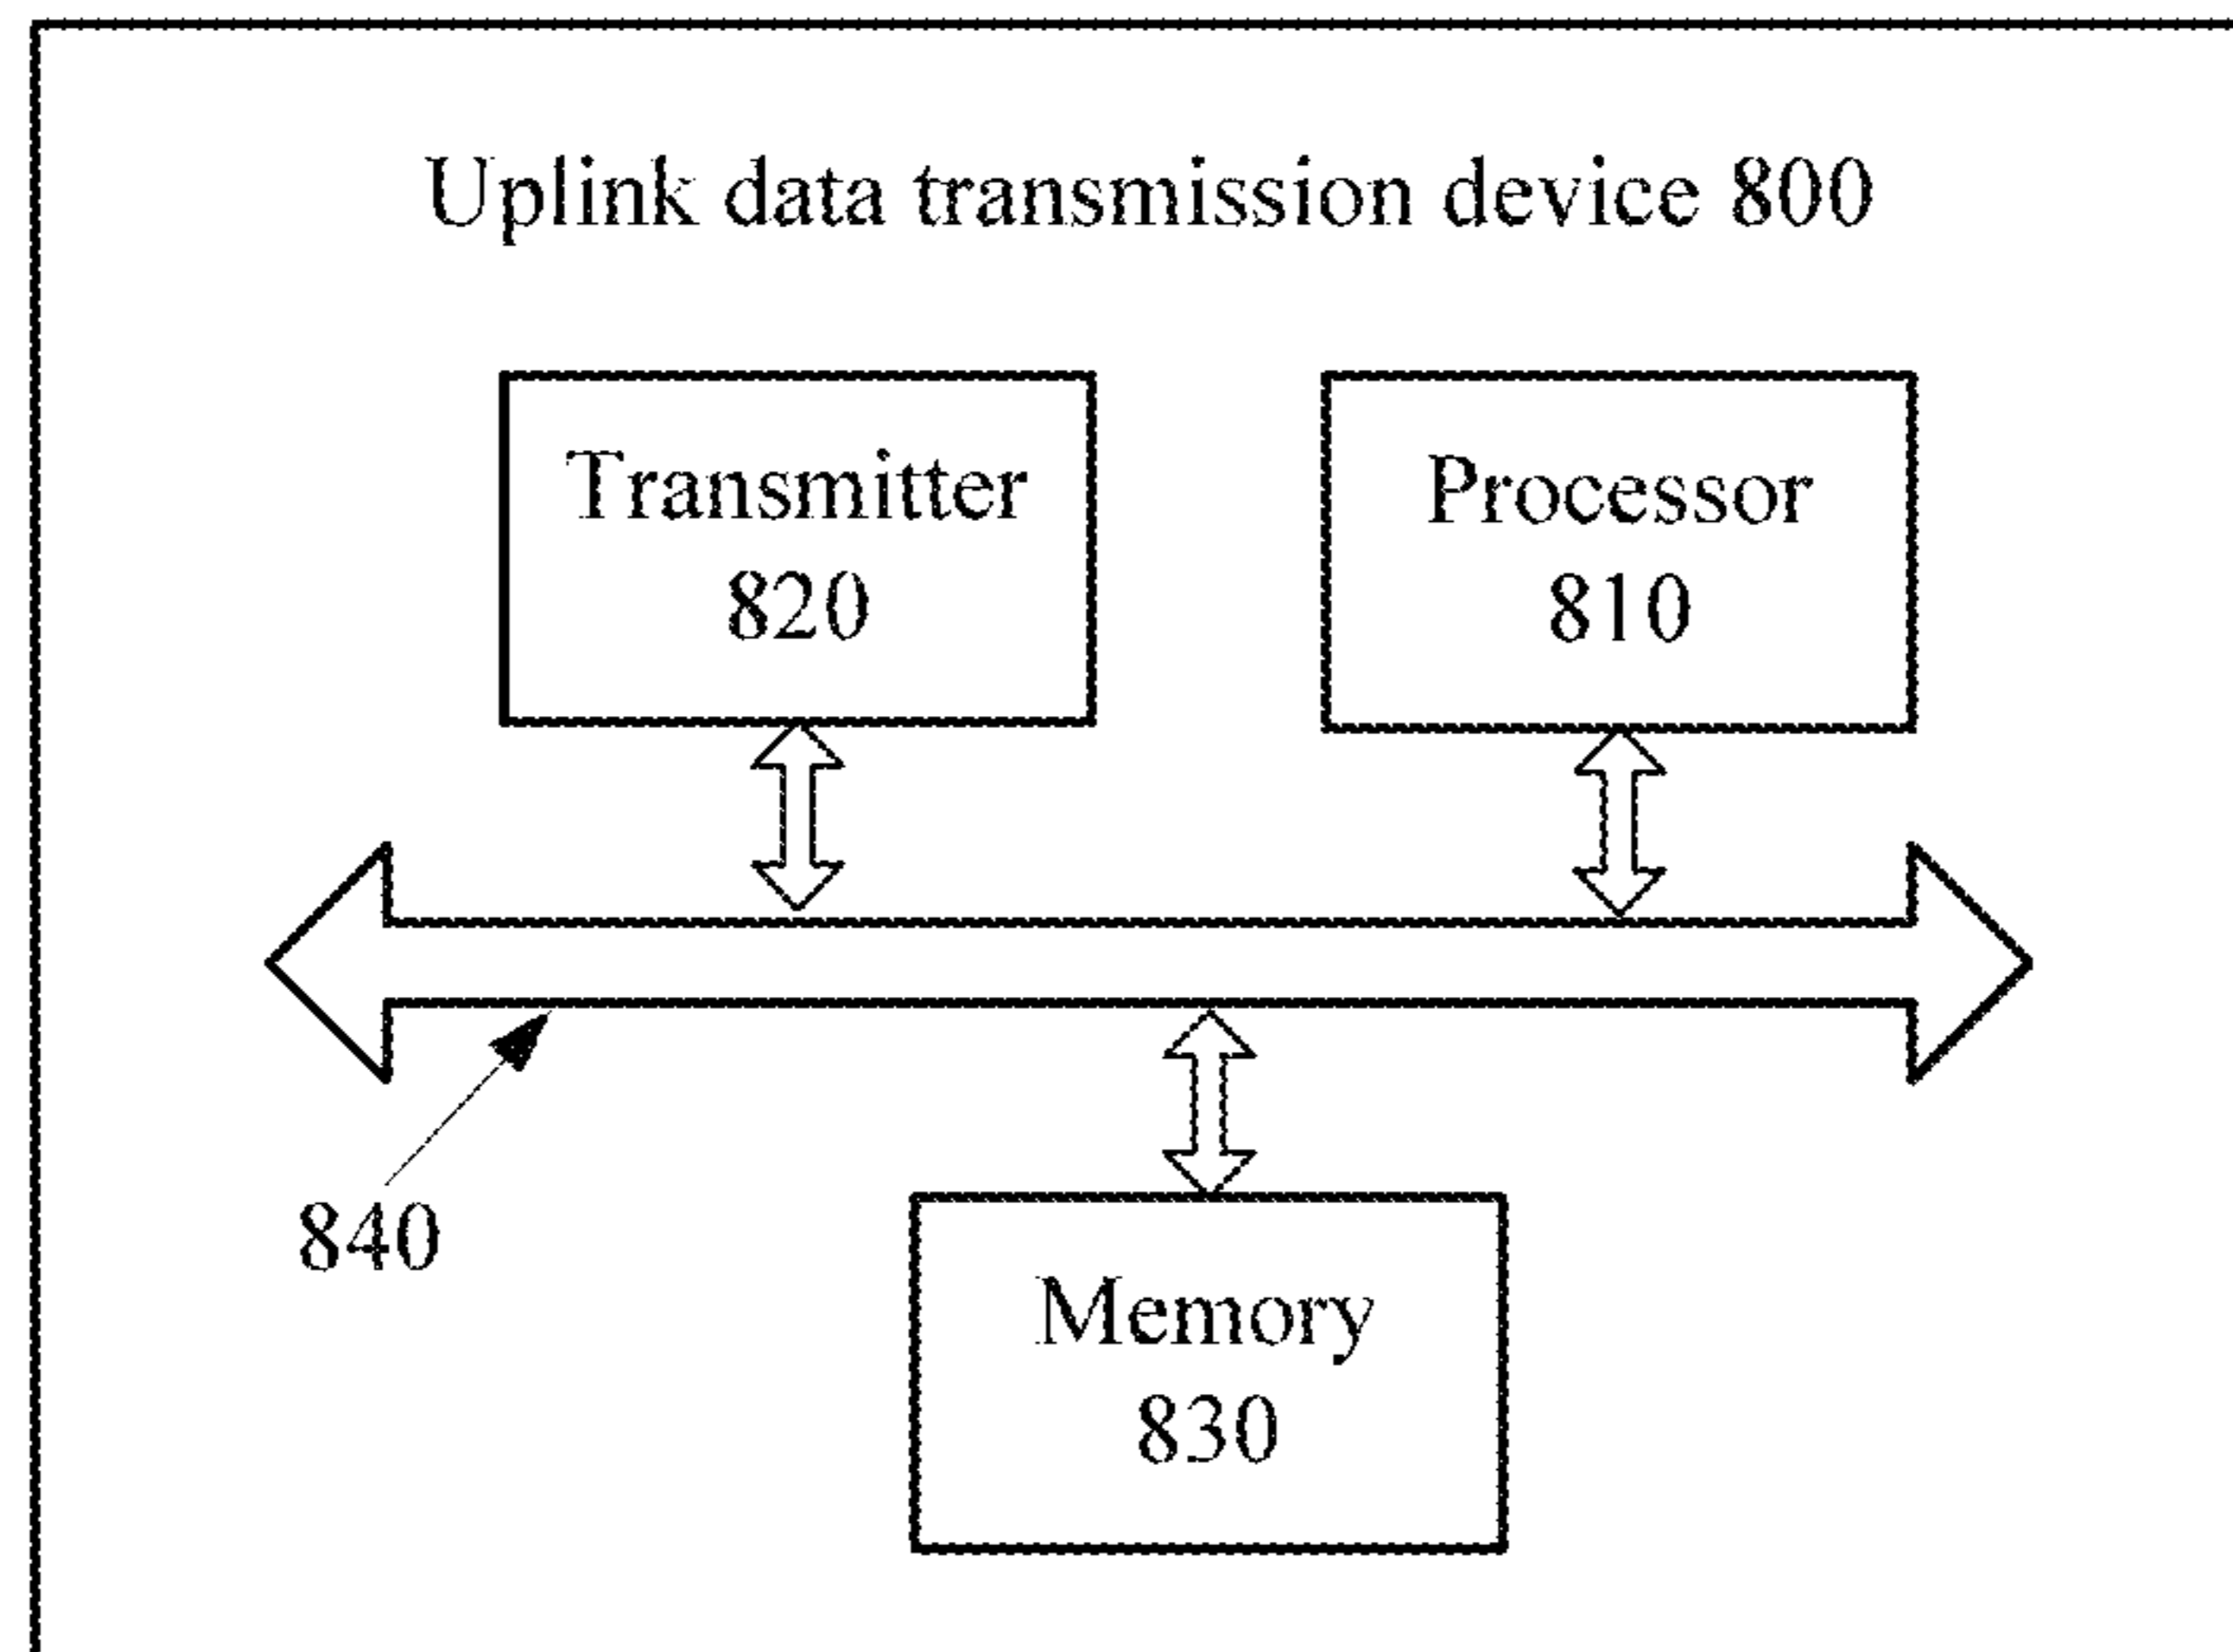 Uplink data transmission device 800
Transmitter
820
Processor
810
840
Memory
830